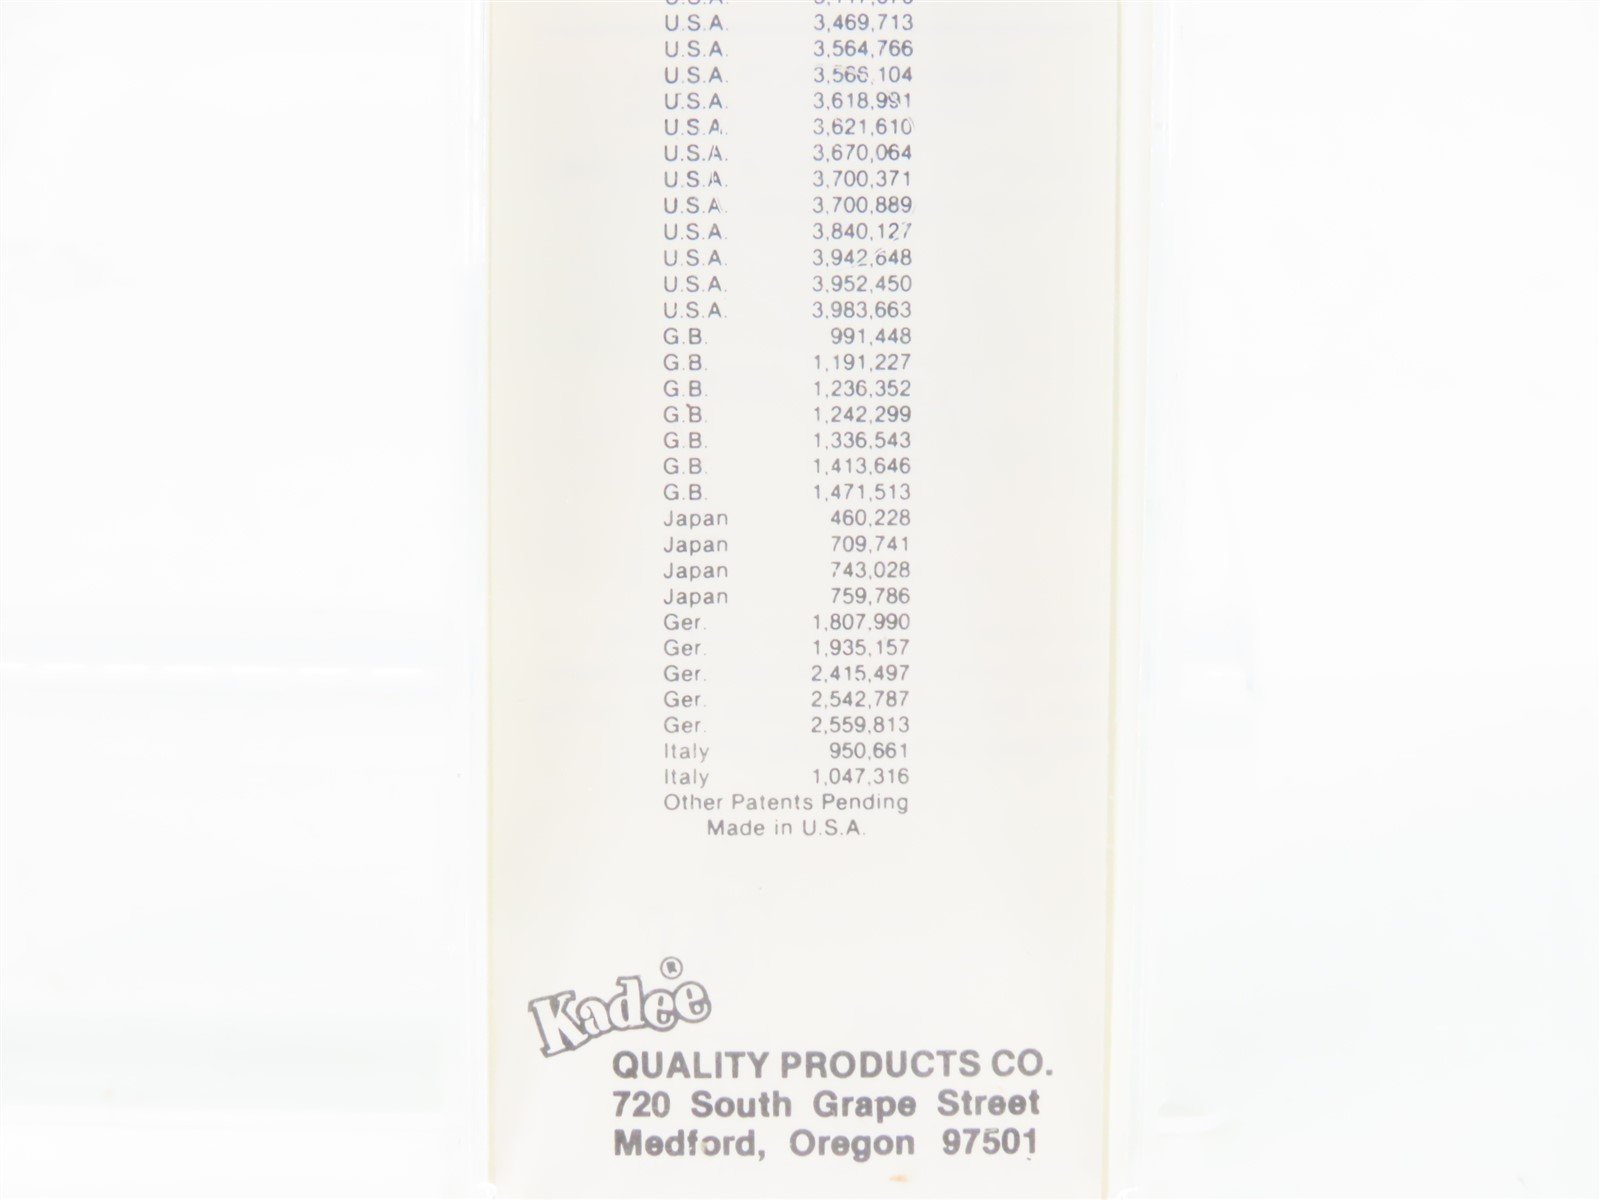 U.S.A. 3,469,713
U.S.A. 3,564,766
U.S.A. 3,566,104
U.S.A. 3,618,991
U.S.A. 3,621,610
U.S.A. 3,670,064
U.S.A. 3,700,371
U.S.A. 3,700,889
U.S.A. 3,840,127
U.S.A. 3,942,648
U.S.A. 3,952,450
U.S.A. 3,983,663
G.B. 991,448
G.B. 1,191,227
G.B. 1,236,352
G.B. 1,242,299
G.B. 1,336,543
G.B. 1,413,646
G.B. 1,471,513
Japan 460,228
Japan 709,741
Japan 743,028
Japan 759,786
Ger. 1,807,990
Ger. 1,935,157
Ger. 2,415,497
Ger. 2,542,787
Ger. 2,559,813
Italy 950,661
Italy 1,047,316
Other Patents Pending
Made in U.S.A.
Kadee®
QUALITY PRODUCTS CO.
720 South Grape Street
Medford, Oregon 97501